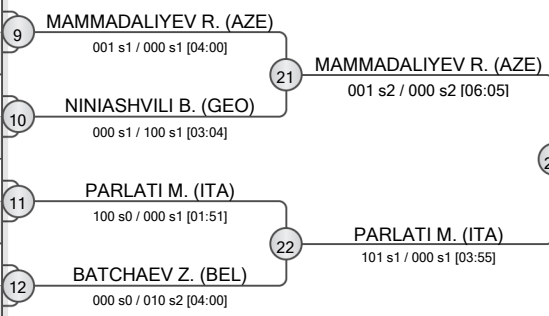 9
MAMMADALIYEV R. (AZE)
001 s1 / 000 s1 [04:00]
21
MAMMADALIYEV R. (AZE)
001 s2 / 000 s2 [06:05]
10
NINIASHVILI B. (GEO)
000 s1 / 100 s1 [03:04]
11
PARLATI M. (ITA)
100 s0 / 000 s1 [01:51]
22
PARLATI M. (ITA)
101 s1 / 000 s1 [03:55]
12
BATCHAEV Z. (BEL)
000 s0 / 010 s2 [04:00]